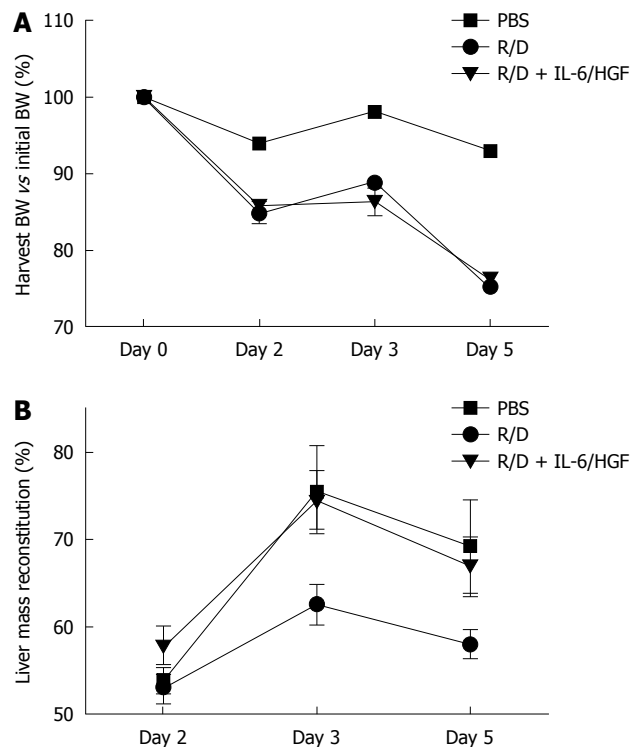 A
110
100
90
80
70
Harvest BW vs initial BW (%)
PBS
R/D
R/D + IL-6/HGF
Day 0
Day 2
Day 3
Day 5
B
80
70
60
50
Liver mass reconstitution (%)
PBS
R/D
R/D + IL-6/HGF
Day 2
Day 3
Day 5